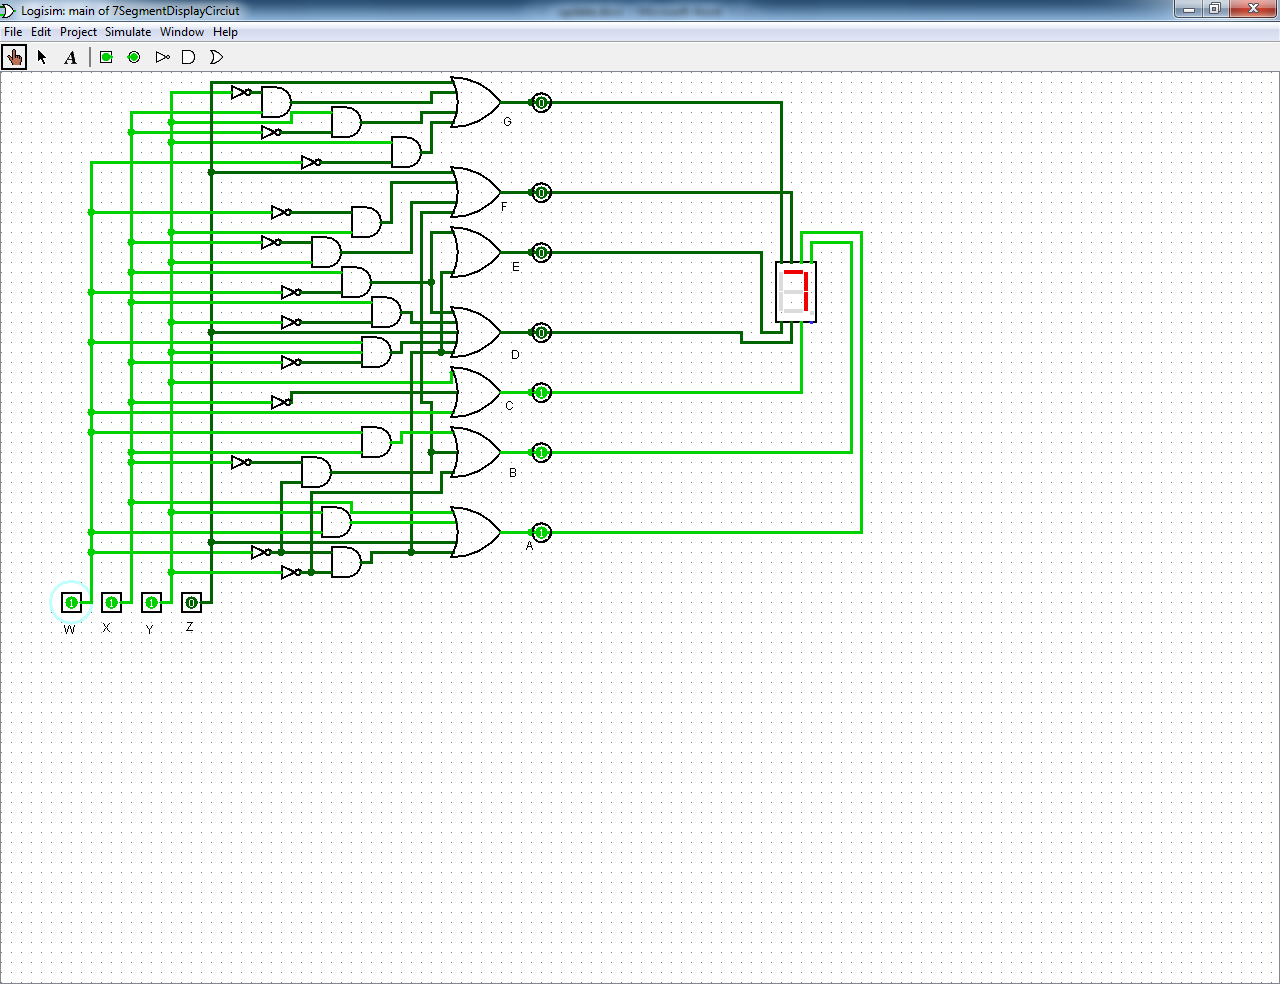 Logisim: main of 7SegmentDisplayCirciut
File Edit Project Simulate Window Help
A
G
0
F
0
E
0
D
0
C
1
B
1
A
1
1 1 1 0
W X Y Z